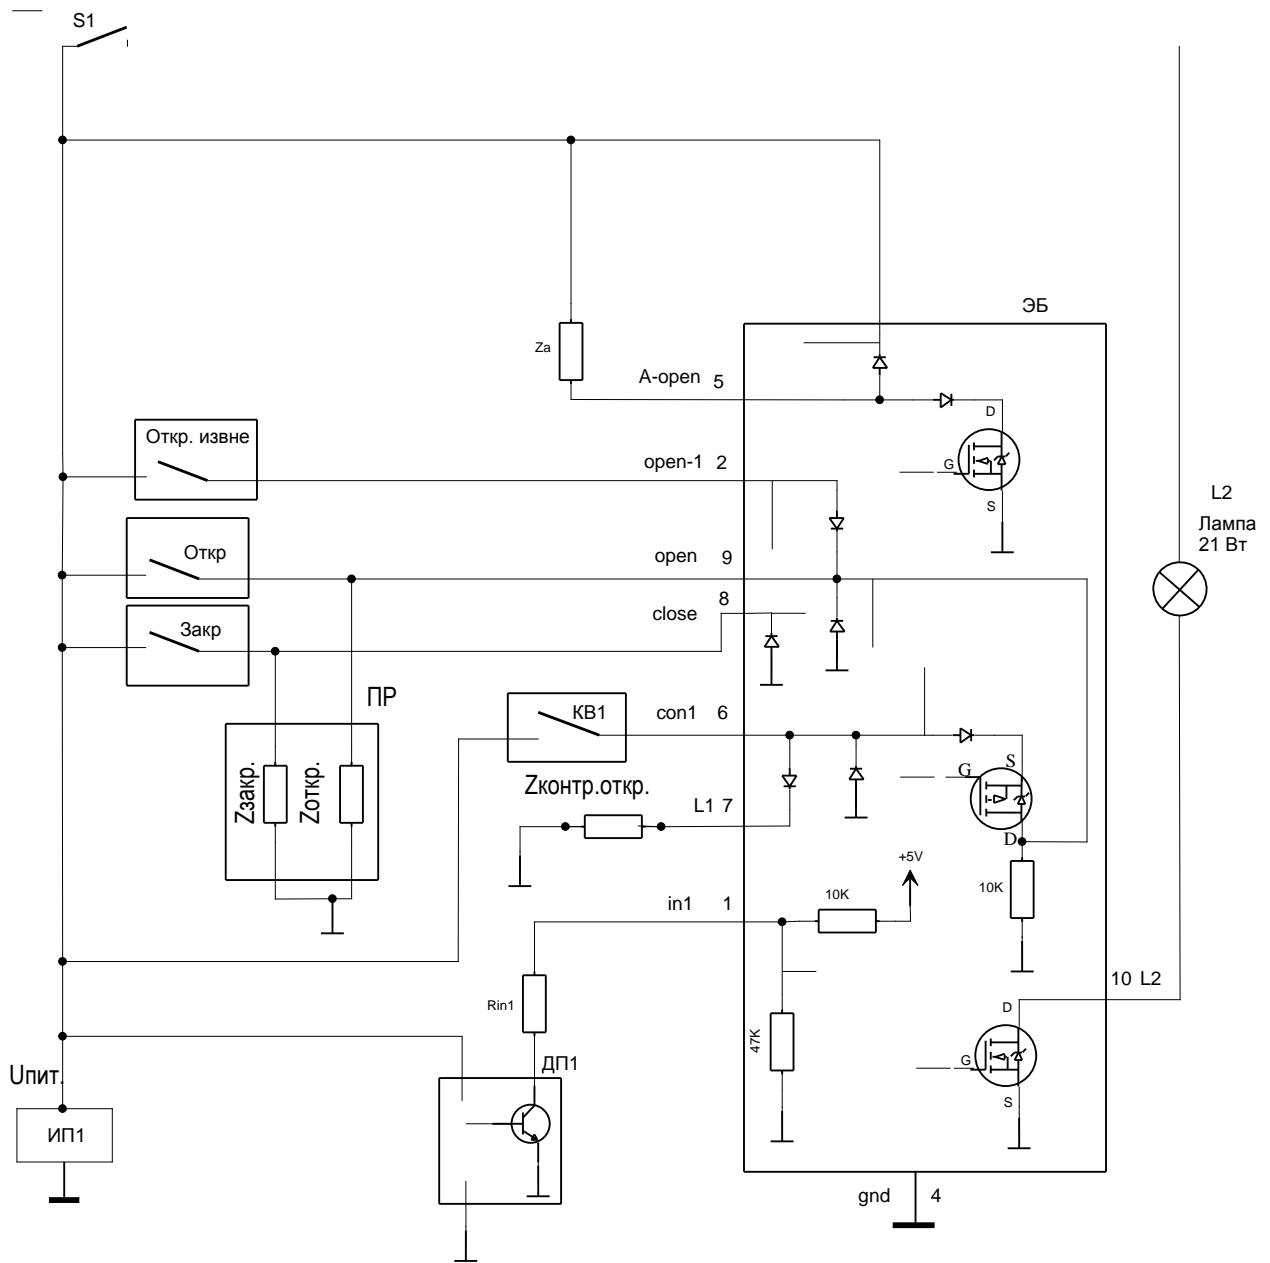 S1
ЭБ
Za
A-open 5
D
G
S
Откр. извне
open-1 2
L2
Лампа
21 Вт
Откр
open 9
8
close
Закр
ПР
КВ1
con1 6
G S
D
Zзакр.
Zоткр.
Zконтр.откр.
L1 7
+5V
10K
10K
in1 1
Rin1
47K
10 L2
D
G
S
ДП1
Uпит.
ИП1
gnd 4